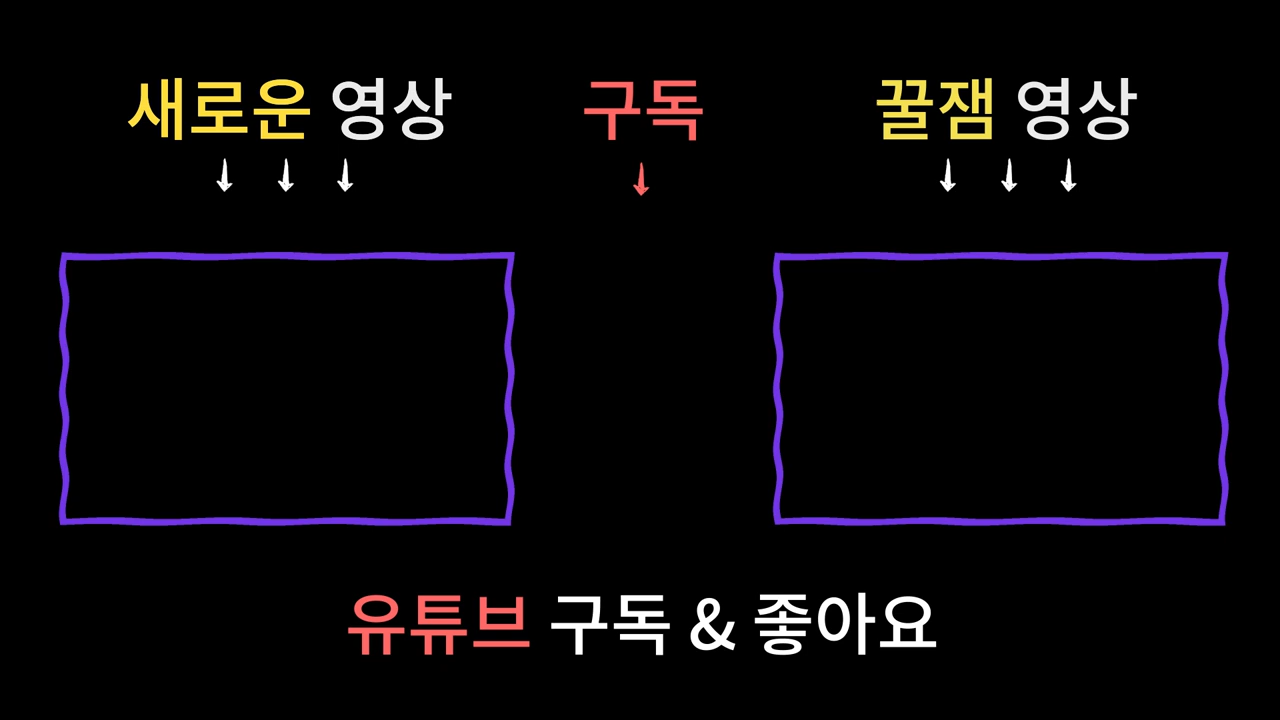 새로운 영상
구독
꿀잼 영상
유튜브 구독 & 좋아요